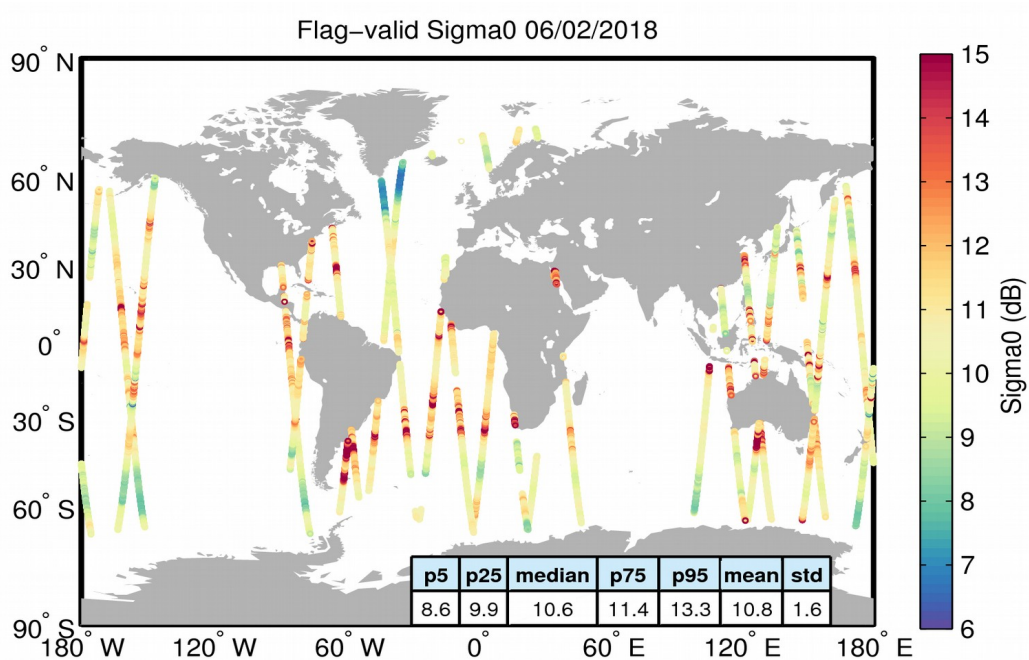 Flag−valid Sigma0 06/02/2018
90° N
60° N
30° N
0°
30° S
60° S
90° S
180° W 120° W 60° W 0° 60° E 120° E 180° E
p5 p25 median p75 p95 mean std
8.6 9.9 10.6 11.4 13.3 10.8 1.6
15
14
13
12
11
10
9
8
7
6
Sigma0 (dB)